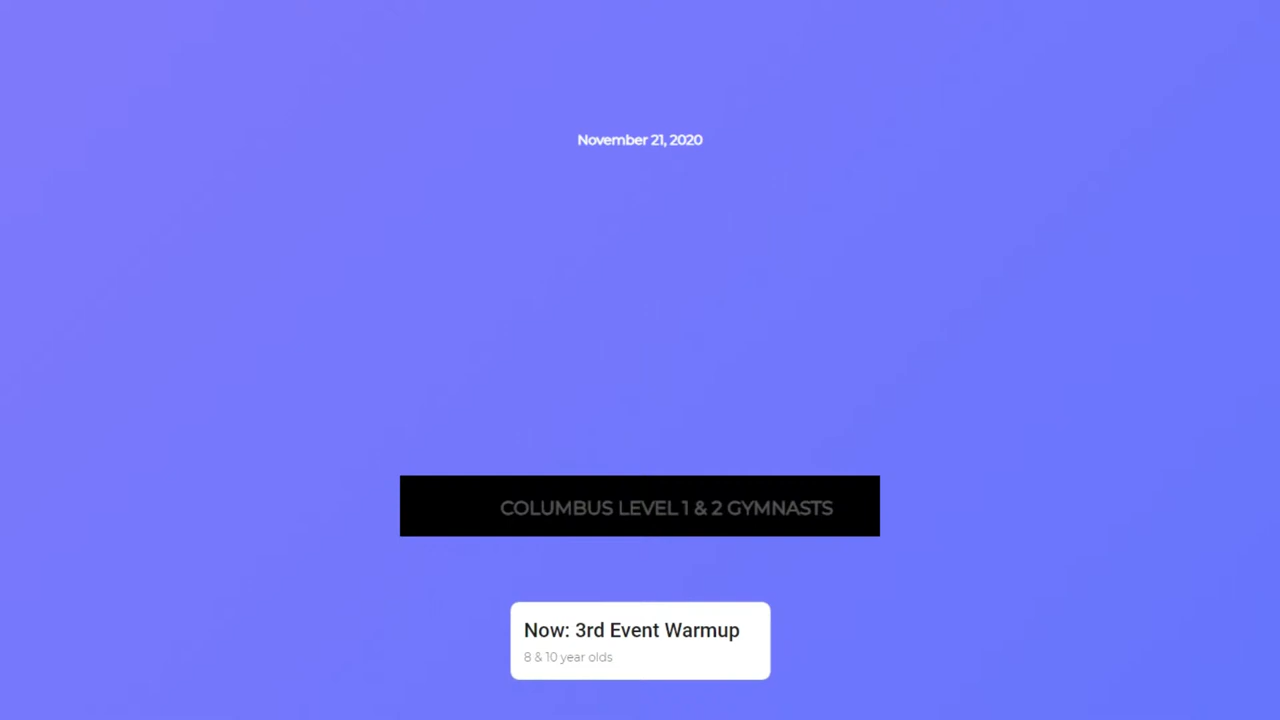 November 21, 2020
COLUMBUS LEVEL 1 & 2 GYMNASTS
Now: 3rd Event Warmup
8 & 10 year olds